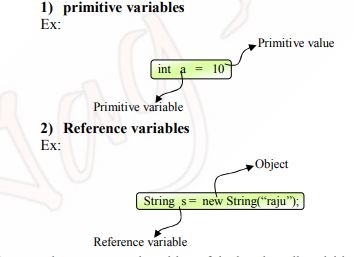 1) primitive variables
Ex:
Primitive value
int a = 10
Primitive variable
2) Reference variables
Ex:
Object
String s = new String("raju");
Reference variable